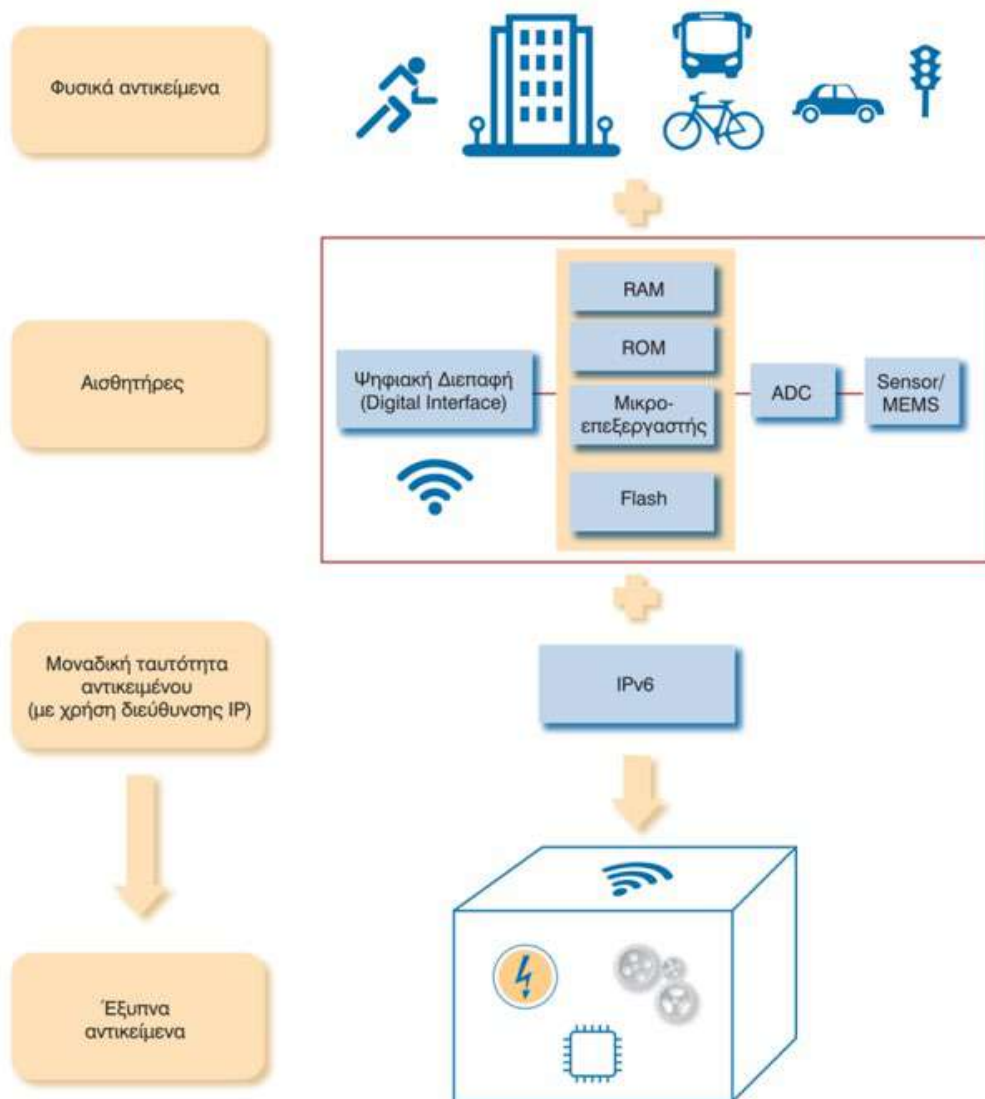 Φυσικά αντικείμενα
RAM
ROM
Αισθητήρες
Ψηφιακή Διεπαφή
(Digital Interface)
Μικρο-
επεξεργαστής
ADC
Sensor/
MEMS
Flash
Μοναδική ταυτότητα
αντικειμένου
(με χρήση διεύθυνσης IP)
IPv6
Έξυπνα
αντικείμενα